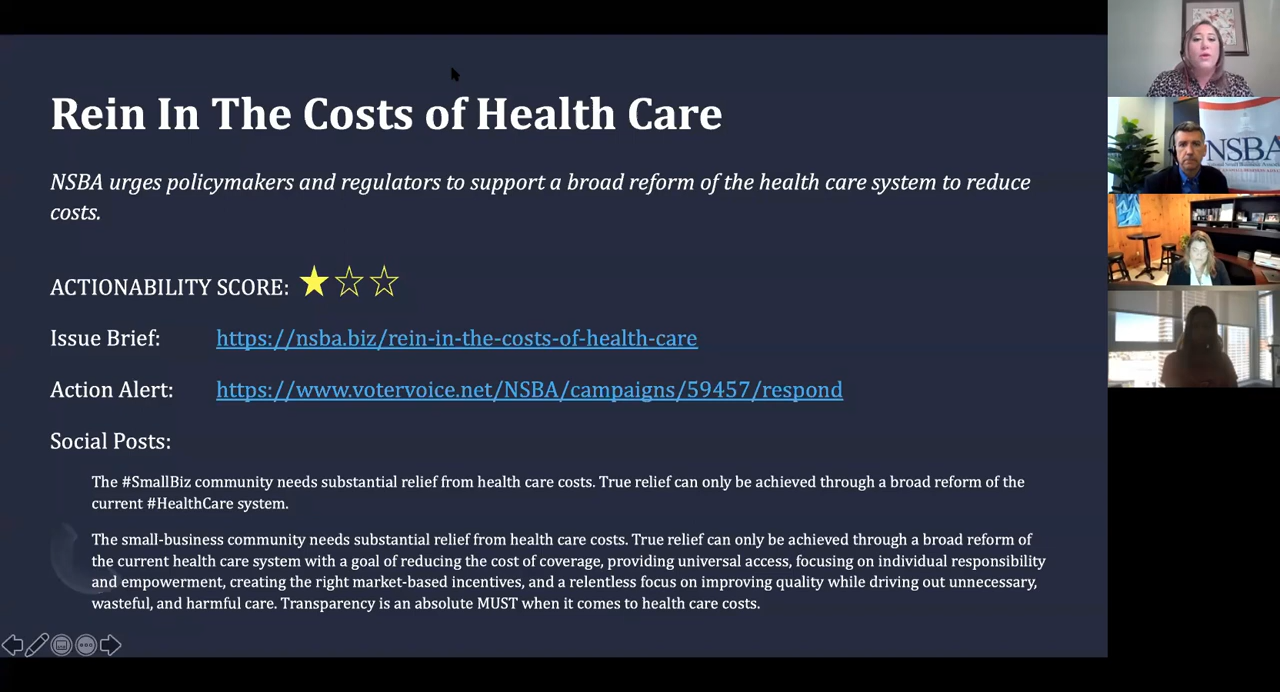 Rein In The Costs of Health Care
NSBA urges policymakers and regulators to support a broad reform of the health care system to reduce
costs.
ACTIONABILITY SCORE: ★☆☆
Issue Brief: https://nsba.biz/rein-in-the-costs-of-health-care
Action Alert: https://www.votervoice.net/NSBA/campaigns/59457/respond
Social Posts:
The #SmallBiz community needs substantial relief from health care costs. True relief can only be achieved through a broad reform of the
current #HealthCare system.
The small-business community needs substantial relief from health care costs. True relief can only be achieved through a broad reform of
the current health care system with a goal of reducing the cost of coverage, providing universal access, focusing on individual responsibility
and empowerment, creating the right market-based incentives, and a relentless focus on improving quality while driving out unnecessary,
wasteful, and harmful care. Transparency is an absolute MUST when it comes to health care costs.
NSBA